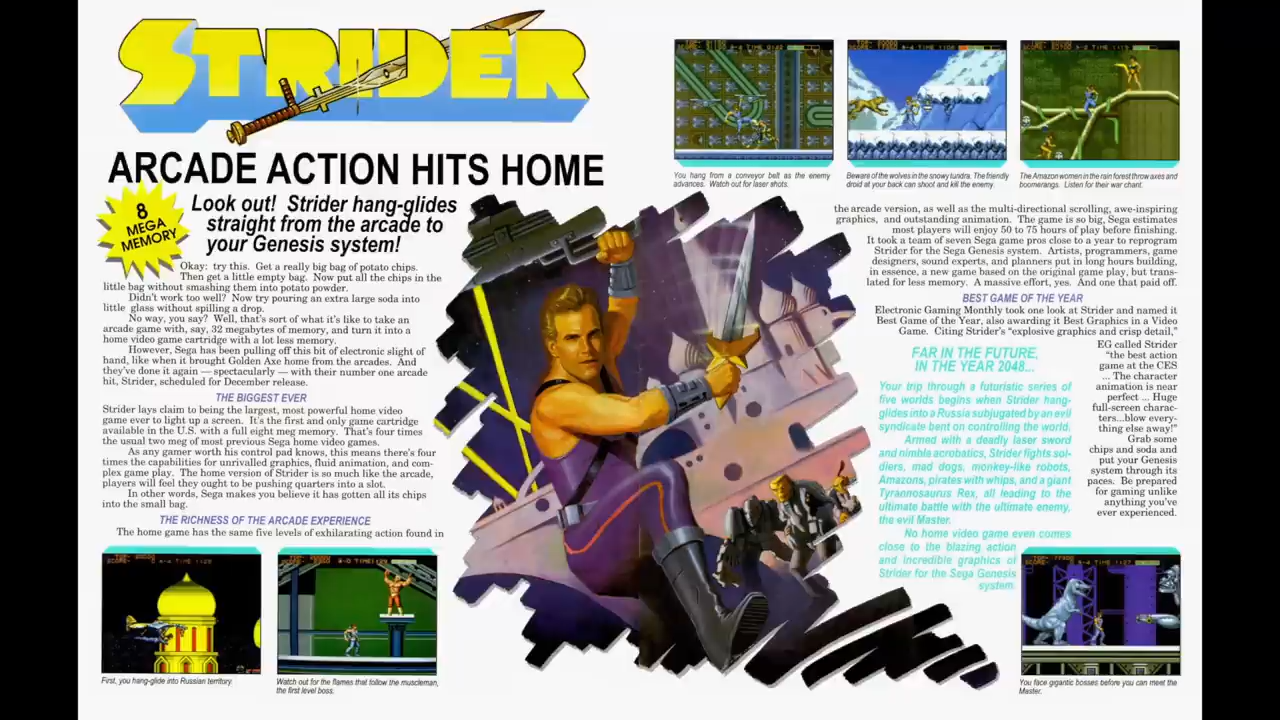 STRIDER
ARCADE ACTION HITS HOME
8
MEGA
MEMORY
Look out! Strider hang-glides
straight from the arcade to
your Genesis system!
Okay: try this. Get a really big bag of potato chips.
Then get a little empty bag. Now put all the chips in the
little bag without smashing them into potato powder.
Didn't work too well? Now try pouring an extra large soda into
little glass without spilling a drop.
No way, you say? Well, that's sort of what it's like to take an
arcade game with, say, 32 megabytes of memory, and turn it into a
home video game cartridge with a lot less memory.
However, Sega has been pulling off this bit of electronic slight of
hand, like when it brought Golden Axe home from the arcades. And
they've done it again — spectacularly — with their number one arcade
hit, Strider, scheduled for December release.
THE BIGGEST EVER
Strider lays claim to being the largest, most powerful home video
game ever to light up a screen. It's the first and only game cartridge
available in the U.S. with a full eight meg memory. That's four times
the usual two meg of most previous Sega home video games.
As any gamer worth his control pad knows, this means there's four
times the capabilities for unrivalled graphics, fluid animation, and com-
plex game play. The home version of Strider is so much like the arcade,
players will feel they ought to be pushing quarters into a slot.
In other words, Sega makes you believe it has gotten all its chips
into the small bag.
THE RICHNESS OF THE ARCADE EXPERIENCE
The home game has the same five levels of exhilarating action found in
First, you hang-glide into Russian territory.
Watch out for the flames that follow the muscleman,
the first level boss.
You hang from a conveyor belt as the enemy
advances. Watch out for laser shots.
Beware of the wolves in the snowy tundra. The friendly
droid at your back can shoot and kill the enemy.
The Amazon women in the rain forest throw axes and
boomerangs. Listen for their war chant.
the arcade version, as well as the multi-directional scrolling, awe-inspiring
graphics, and outstanding animation. The game is so big, Sega estimates
most players will enjoy 50 to 75 hours of play before finishing.
It took a team of seven Sega game pros close to a year to reprogram
Strider for the Sega Genesis system. Artists, programmers, game
designers, sound experts, and planners put in long hours building,
in essence, a new game based on the original game play, but trans-
lated for less memory. A massive effort, yes. And one that paid off.
BEST GAME OF THE YEAR
Electronic Gaming Monthly took one look at Strider and named it
Best Game of the Year, also awarding it Best Graphics in a Video
Game. Citing Strider's "explosive graphics and crisp detail,"
EG called Strider
"the best action
game at the CES
... The character
animation is near
perfect ... Huge
full-screen charac-
ters...blow every-
thing else away!"
Grab some
chips and soda and
put your Genesis
system through its
paces. Be prepared
for gaming unlike
anything you've
ever experienced.
FAR IN THE FUTURE,
IN THE YEAR 2048...
Your trip through a futuristic series of
five worlds begins when Strider hang-
glides into a Russia subjugated by an evil
syndicate bent on controlling the world.
Armed with a deadly laser sword
and nimble acrobatics, Strider fights sol-
diers, mad dogs, monkey-like robots,
Amazons, pirates with whips, and a giant
Tyrannosaurus Rex, all leading to the
ultimate battle with the ultimate enemy,
the evil Master.
No home video game even comes
close to the blazing action
and incredible graphics of
Strider for the Sega Genesis
system.
You face gigantic bosses before you can meet the
Master.